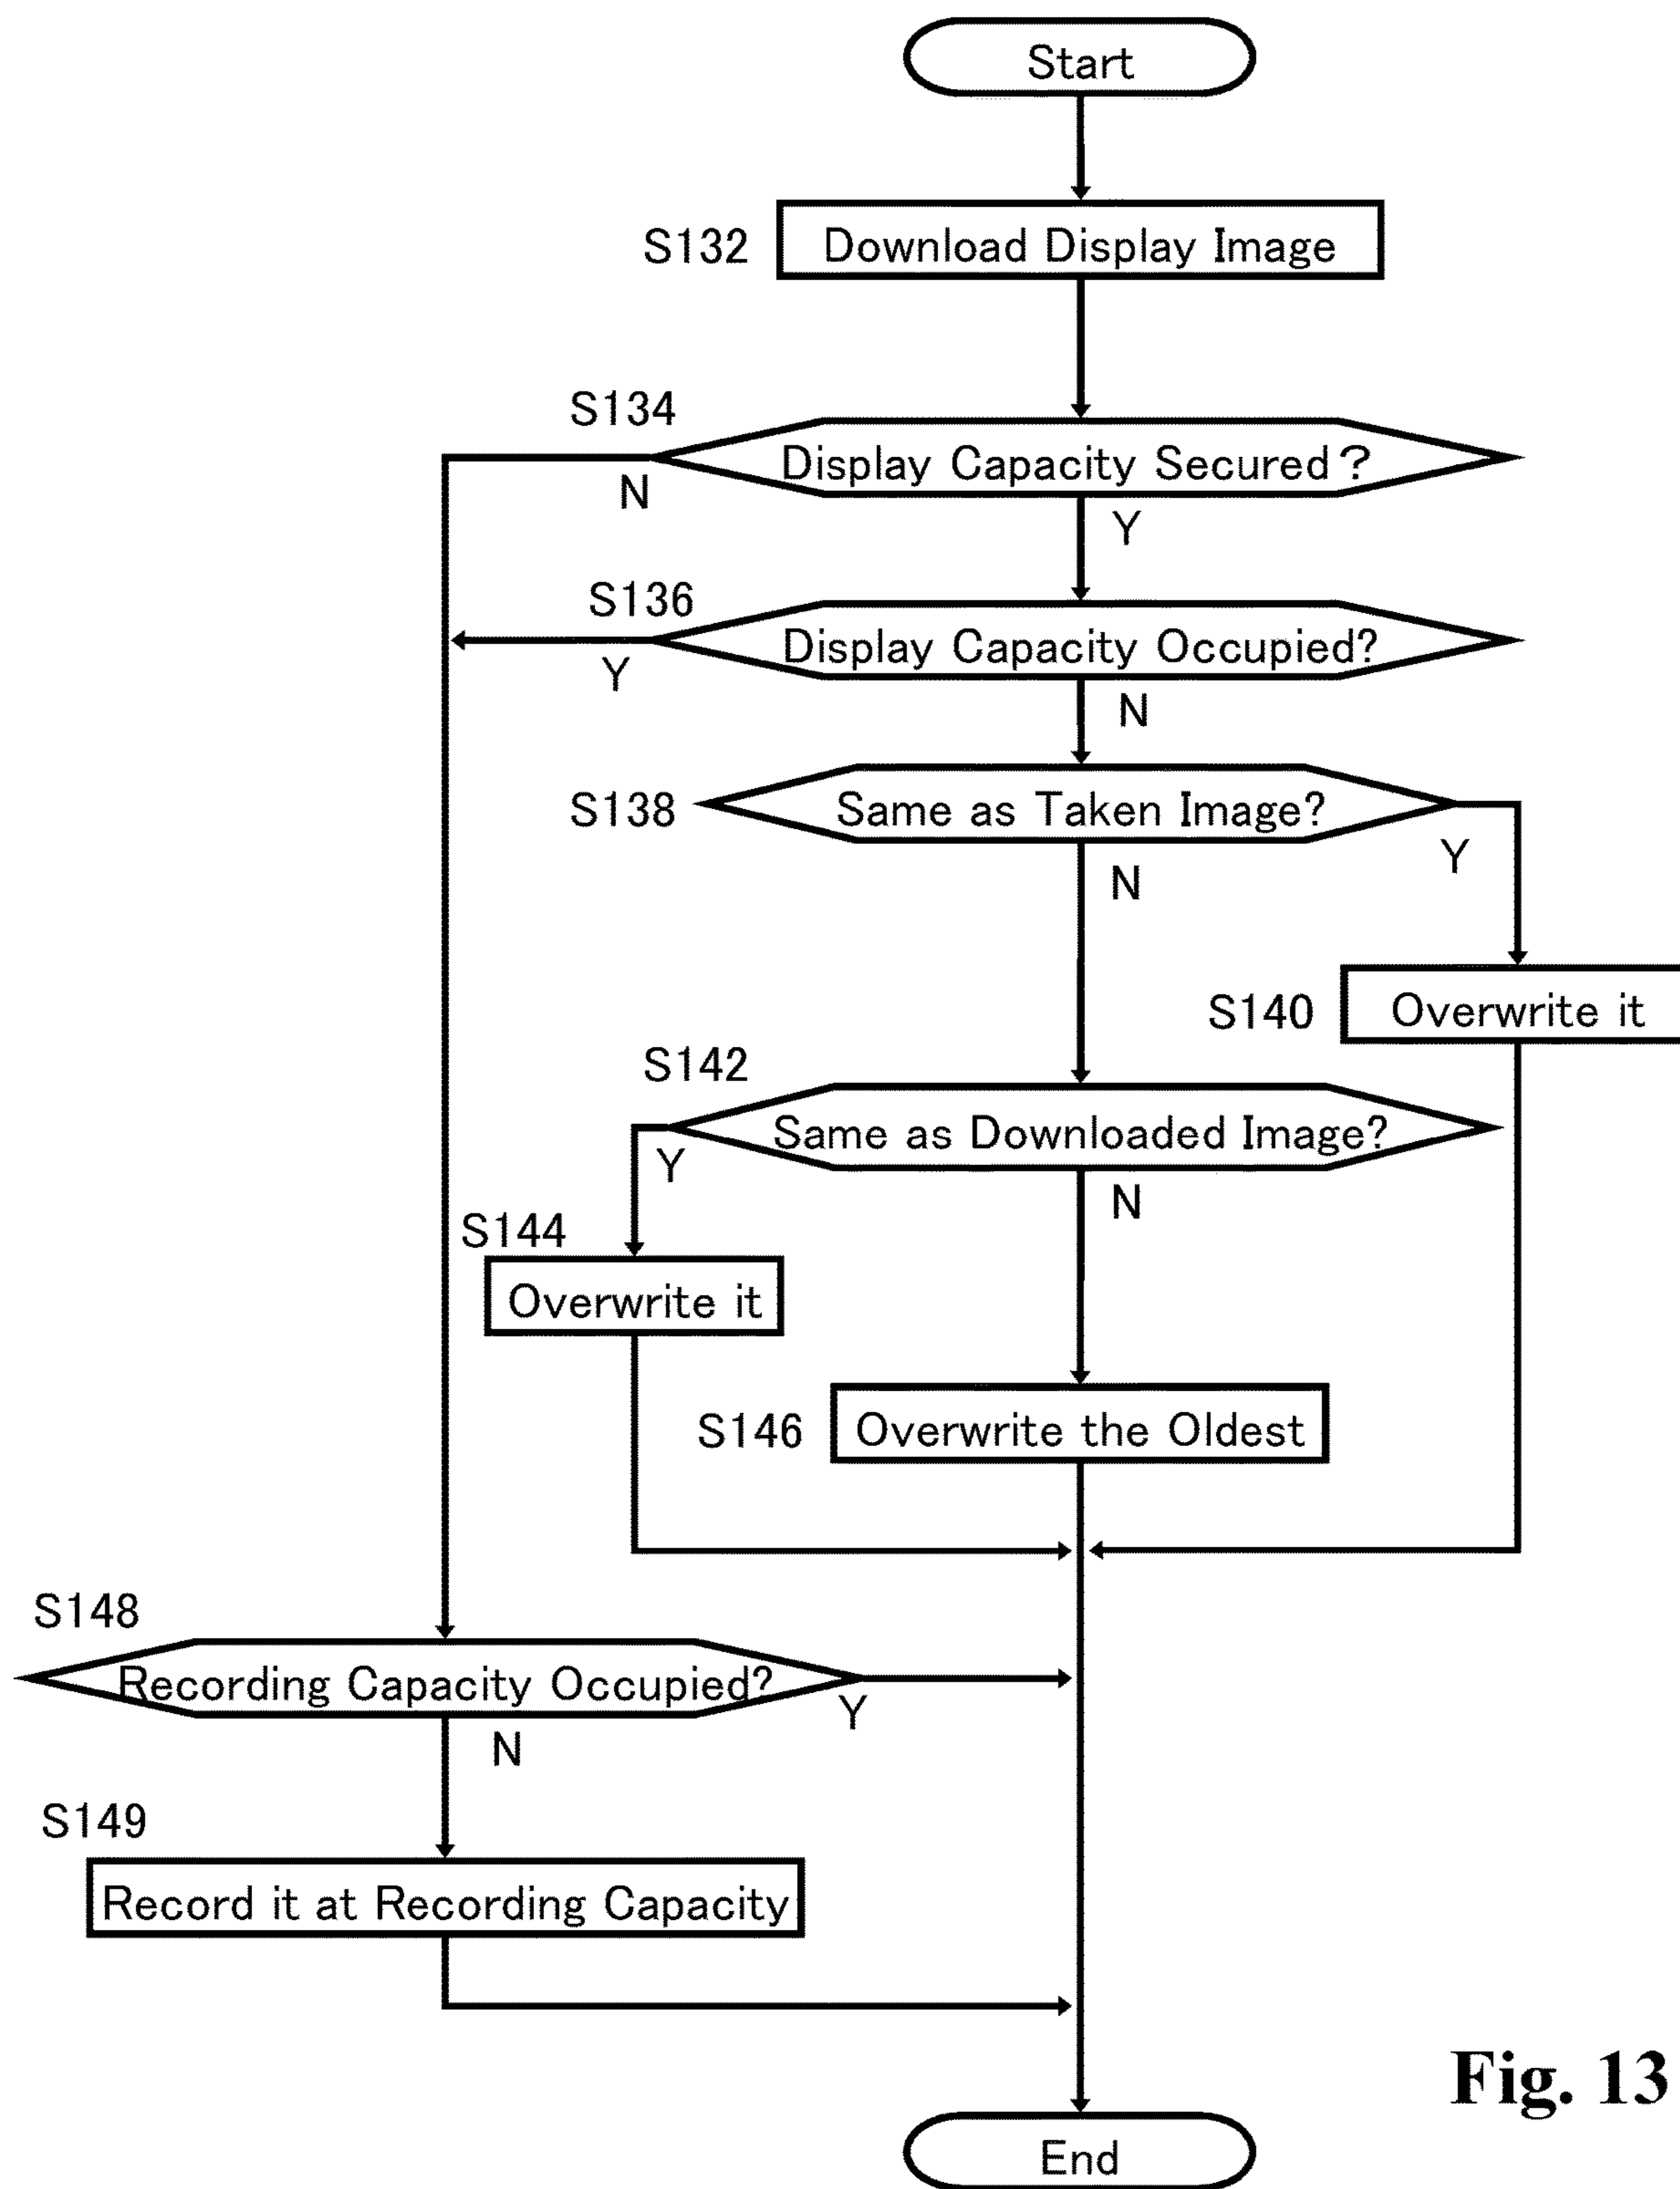 Start
S132
Download Display Image
S134
Display Capacity Secured?
N
Y
S136
Display Capacity Occupied?
Y
N
S138
Same as Taken Image?
Y
N
S140
Overwrite it
S142
Same as Downloaded Image?
Y
N
S144
Overwrite it
S146
Overwrite the Oldest
S148
Recording Capacity Occupied?
Y
N
S149
Record it at Recording Capacity
Fig. 13
End